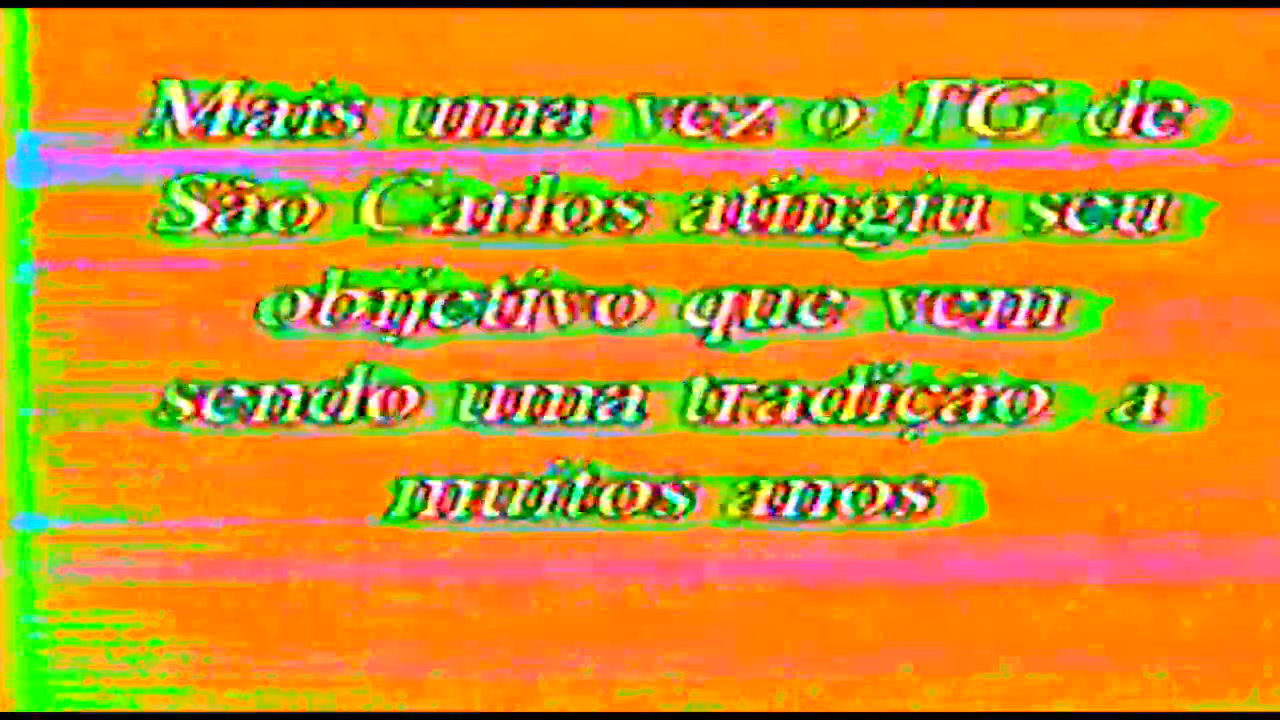 Mais uma vez o TG de
São Carlos atingiu seu
objetivo que vem
sendo uma tradição a
muitos anos